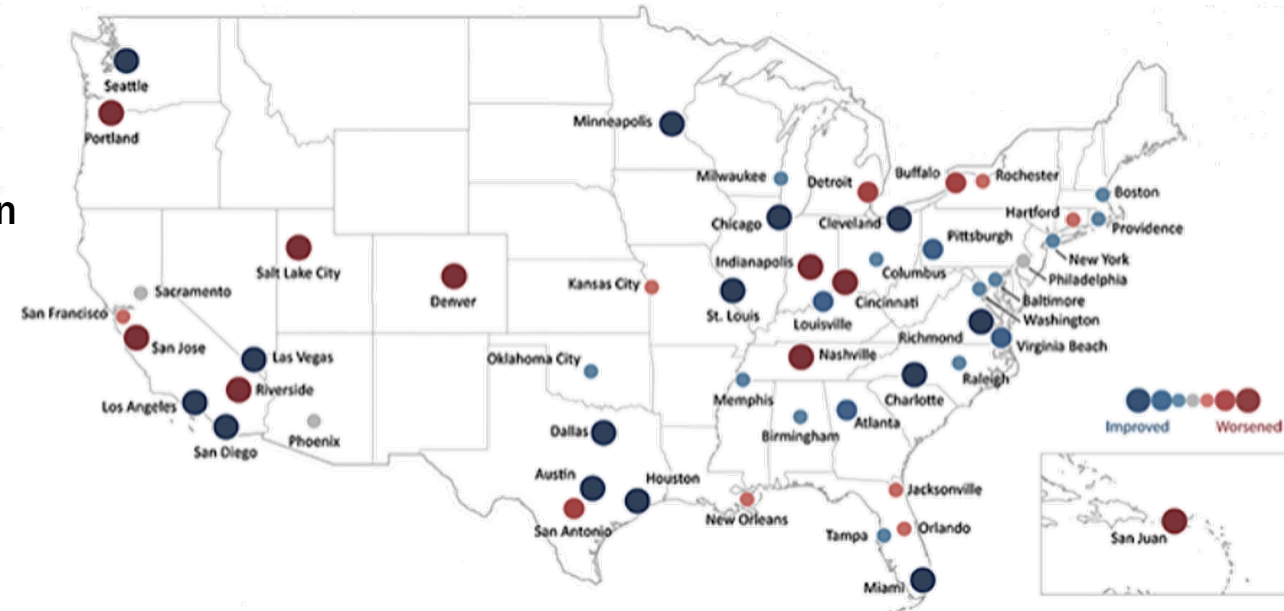 n
Seattle
Portland
Minneapolis
Milwaukee
Detroit
Buffalo
Rochester
Boston
Hartford
Providence
Chicago
Cleveland
Pittsburgh
New York
Philadelphia
Salt Lake City
Denver
Indianapolis
Columbus
Kansas City
Cincinnati
Baltimore
Sacramento
San Francisco
St. Louis
Louisville
Washington
Richmond
Virginia Beach
San Jose
Las Vegas
Oklahoma City
Nashville
Raleigh
Riverside
Memphis
Charlotte
Los Angeles
Phoenix
San Diego
Dallas
Birmingham
Atlanta
Improved
Worsened
Austin
Houston
San Antonio
New Orleans
Jacksonville
Orlando
Tampa
San Juan
Miami